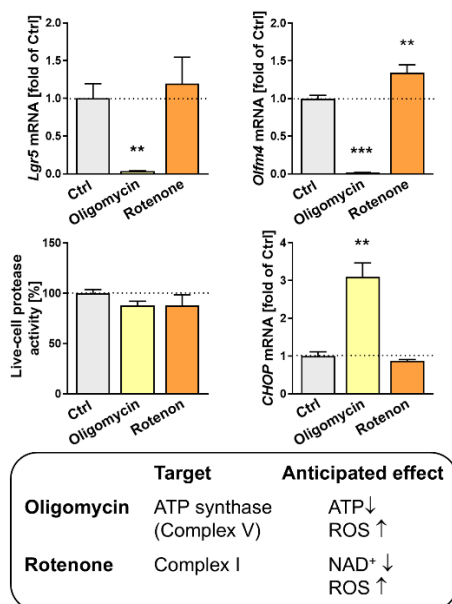 Lgr5 mRNA [fold of Ctrl]
1.5
1.0
0.5
0.0
**
Ctrl
Oligomycin
Rotenone
Olfm4 mRNA [fold of Ctrl]
2.0
1.5
1.0
0.5
0.0
***
**
Ctrl
Oligomycin
Rotenone
Live-cell protease
activity [%]
150
100
50
0
Ctrl
Oligomycin
Rotenon
CHOP mRNA [fold of Ctrl]
4
3
2
1
0
**
Ctrl
Oligomycin
Rotenon
Target Anticipated effect
Oligomycin ATP synthase ATP↓
(Complex V) ROS ↑
Rotenone Complex I NAD⁺ ↓
ROS ↑